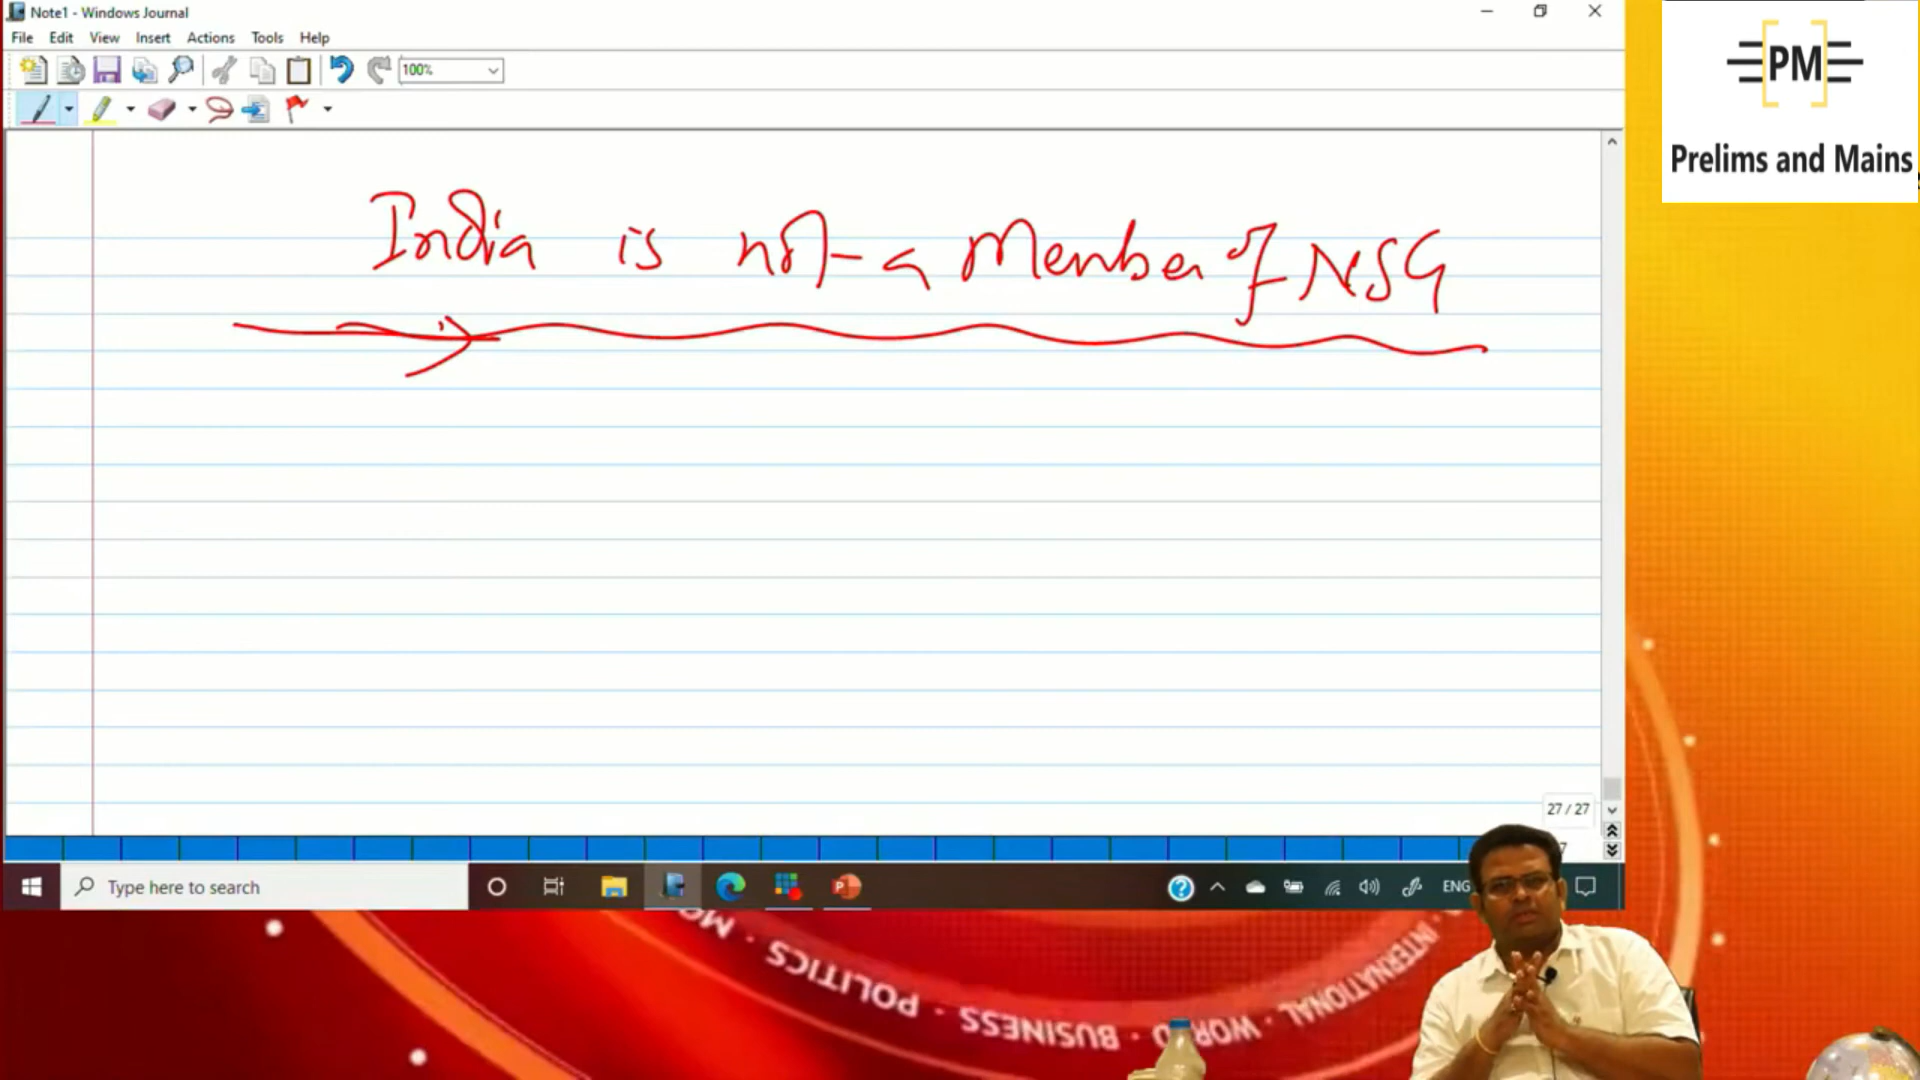 Note1 - Windows Journal
File Edit View Insert Actions Tools Help
100%
PM
Prelims and Mains
India is not a Member of NSG
27 / 27
Type here to search
ENG
POLITICS · BUSINESS · WORLD · INTERNATIONAL